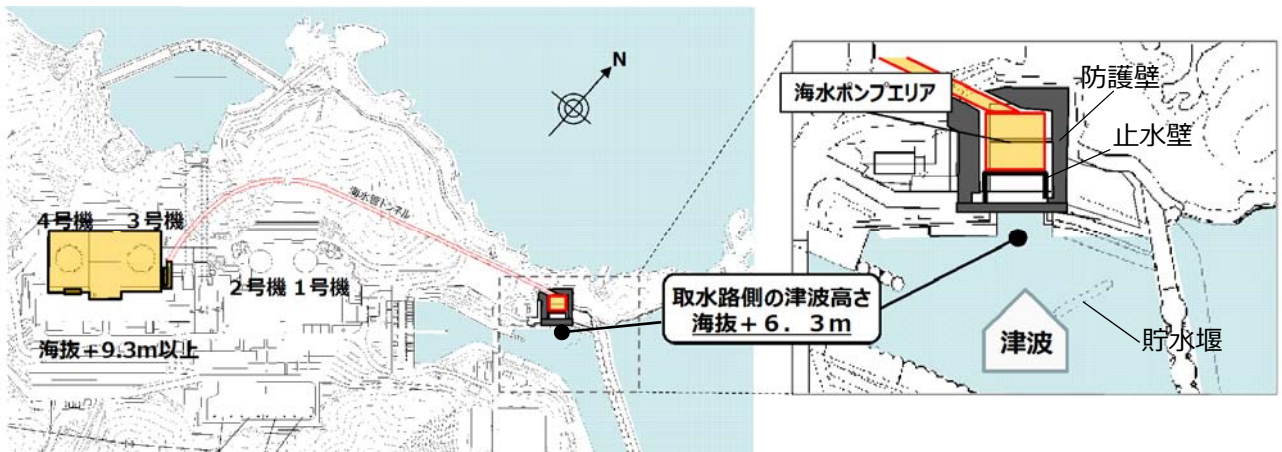 N
海水管トンネル
4号機
3号機
2号機
1号機
海抜+9.3m以上
取水路側の津波高さ
海抜+6.3m
海水ポンプエリア
防護壁
止水壁
津波
貯水堰